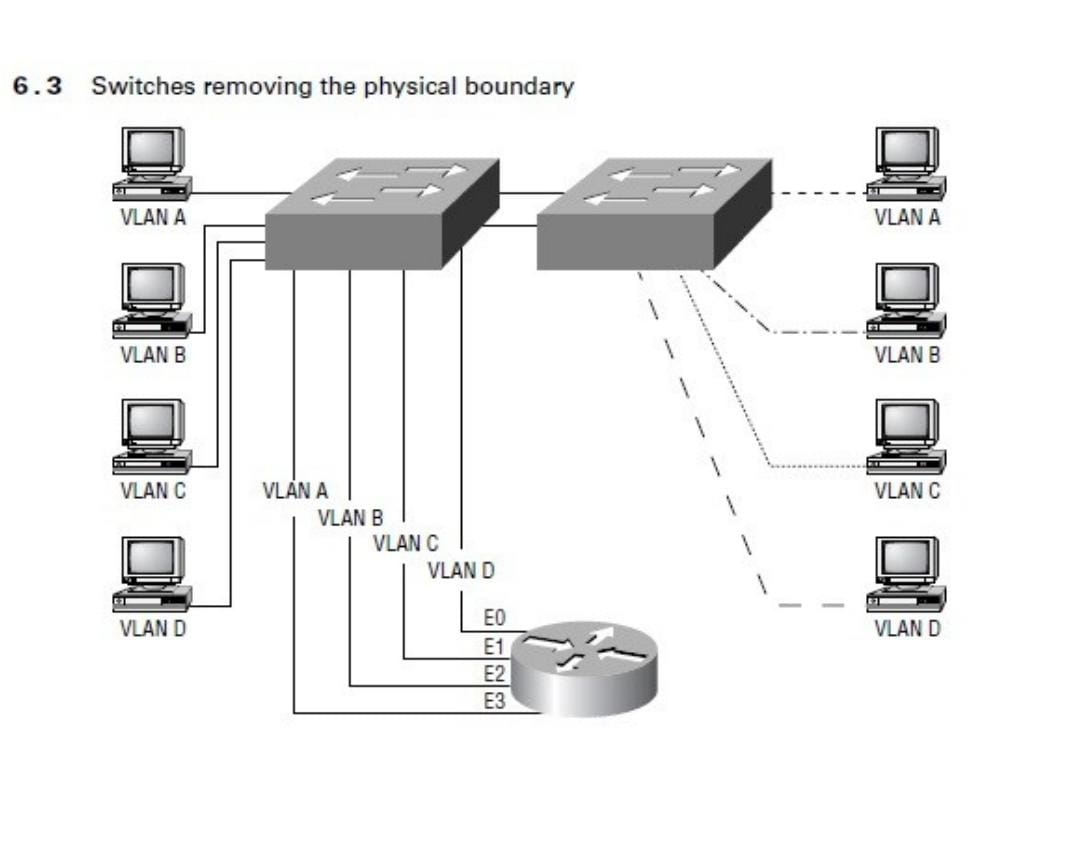 6.3 Switches removing the physical boundary
VLAN A
VLAN A
VLAN B
VLAN B
VLAN C
VLAN C
VLAN A
VLAN B
VLAN C
VLAN D
E0
E1
E2
E3
VLAN D
VLAN D